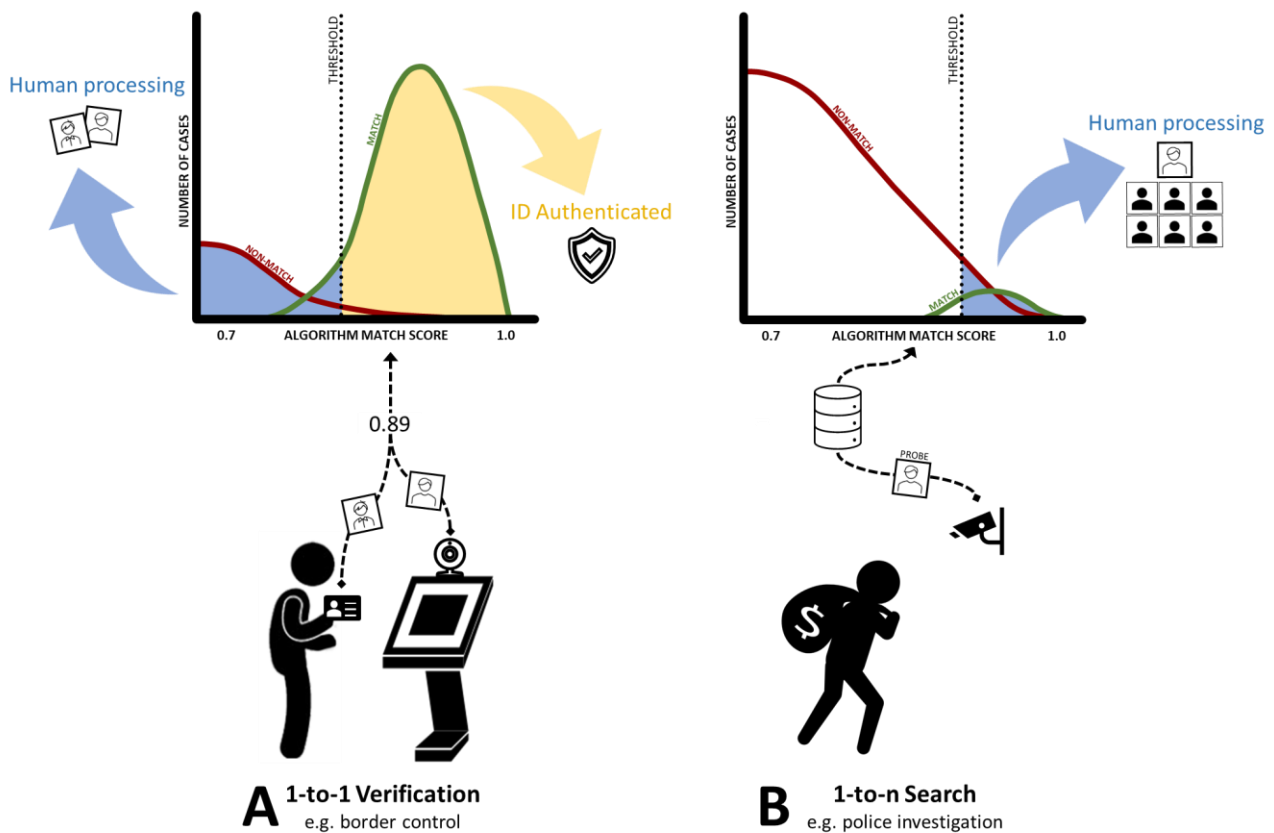 Human processing
NUMBER OF CASES
THRESHOLD
MATCH
NON-MATCH
ID Authenticated
0.7
ALGORITHM MATCH SCORE
1.0
0.89
A
1-to-1 Verification
e.g. border control
NUMBER OF CASES
THRESHOLD
NON-MATCH
MATCH
Human processing
0.7
ALGORITHM MATCH SCORE
1.0
PROBE
$
B
1-to-n Search
e.g. police investigation